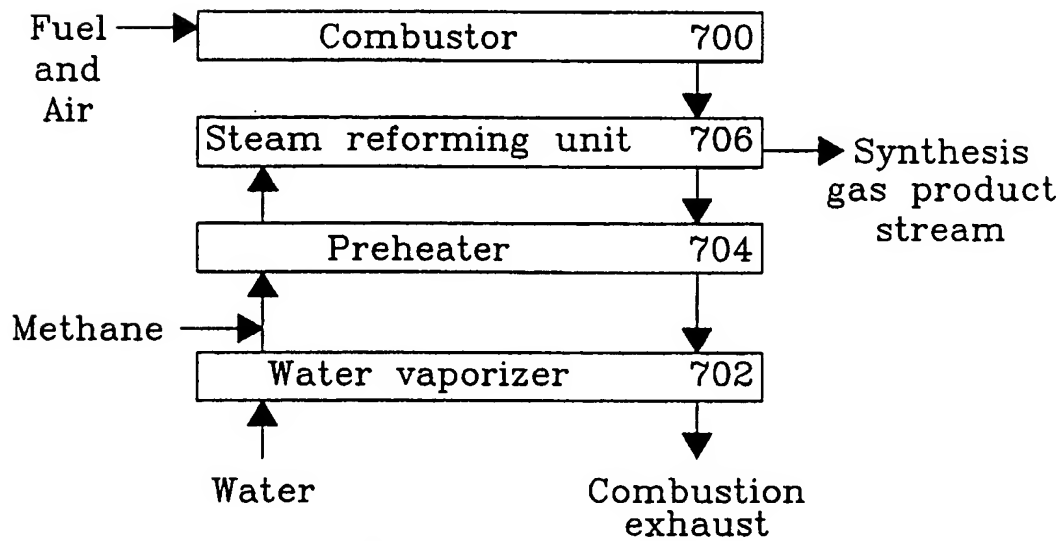 Fuel
and
Air
Combustor 700
Steam reforming unit 706
Synthesis
gas product
stream
Preheater 704
Methane
Water vaporizer 702
Water
Combustion
exhaust